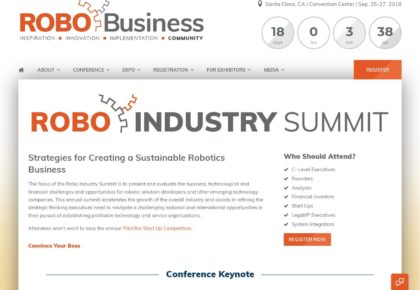 ROBO Business
INSPIRATION INNOVATION IMPLEMENTATION COMMUNITY
Santa Clara, CA | Convention Center | Sep. 25-27, 2018
18 0 3 38
HOME ABOUT CONFERENCE EXPO REGISTRATION FOR EXHIBITORS MEDIA REGISTER
ROBO INDUSTRY SUMMIT
Strategies for Creating a Sustainable Robotics
Business
The focus of the Robo Industry Summit is to present and evaluate the business, technological and
financial challenges and opportunities for robotic solution developers and other emerging technology
companies. This annual summit accelerates the growth of the overall industry and assists in refining the
strategic thinking executives need to navigate a challenging national and international opportunities in
their pursuit of establishing profitable technology and service organizations.
Attendees won't want to miss the annual Pitchfire Start Up Competition.
Convince Your Boss
Who Should Attend?
C- Level Executives
Founders
Analysts
Financial Investors
Start Ups
Legal/IP Executives
System Integrators
REGISTER NOW
Conference Keynote